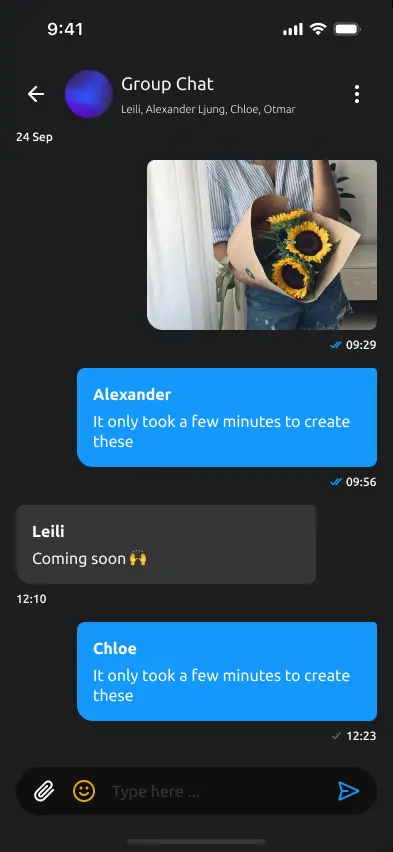 9:41
Group Chat
Leili, Alexander Ljung, Chloe, Otmar
24 Sep
09:29
Alexander
It only took a few minutes to create
these
09:56
Leili
Coming soon 🙌
12:10
Chloe
It only took a few minutes to create
these
12:23
Type here ...